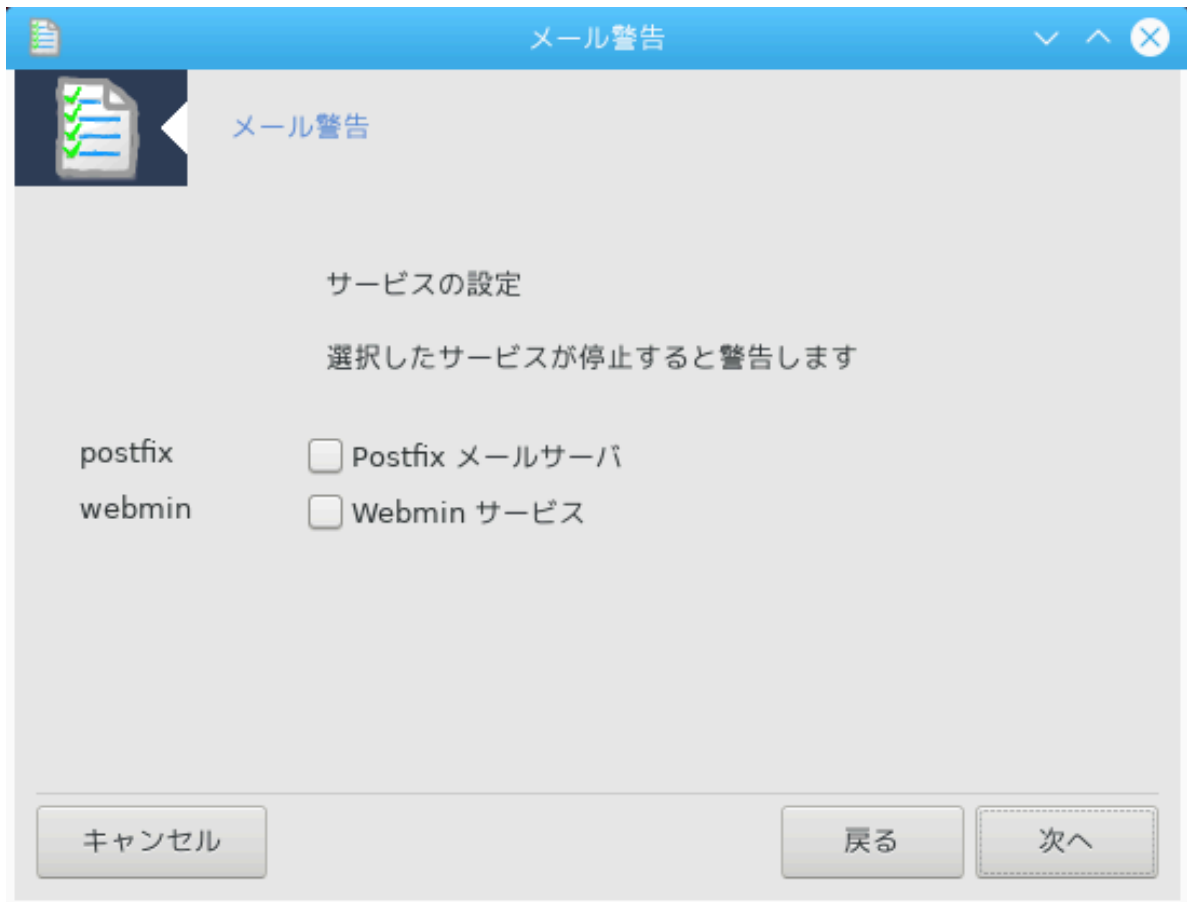 メール警告
メール警告
サービスの設定
選択したサービスが停止すると警告します
postfix Postfix メールサーバ
webmin Webmin サービス
キャンセル 戻る 次へ